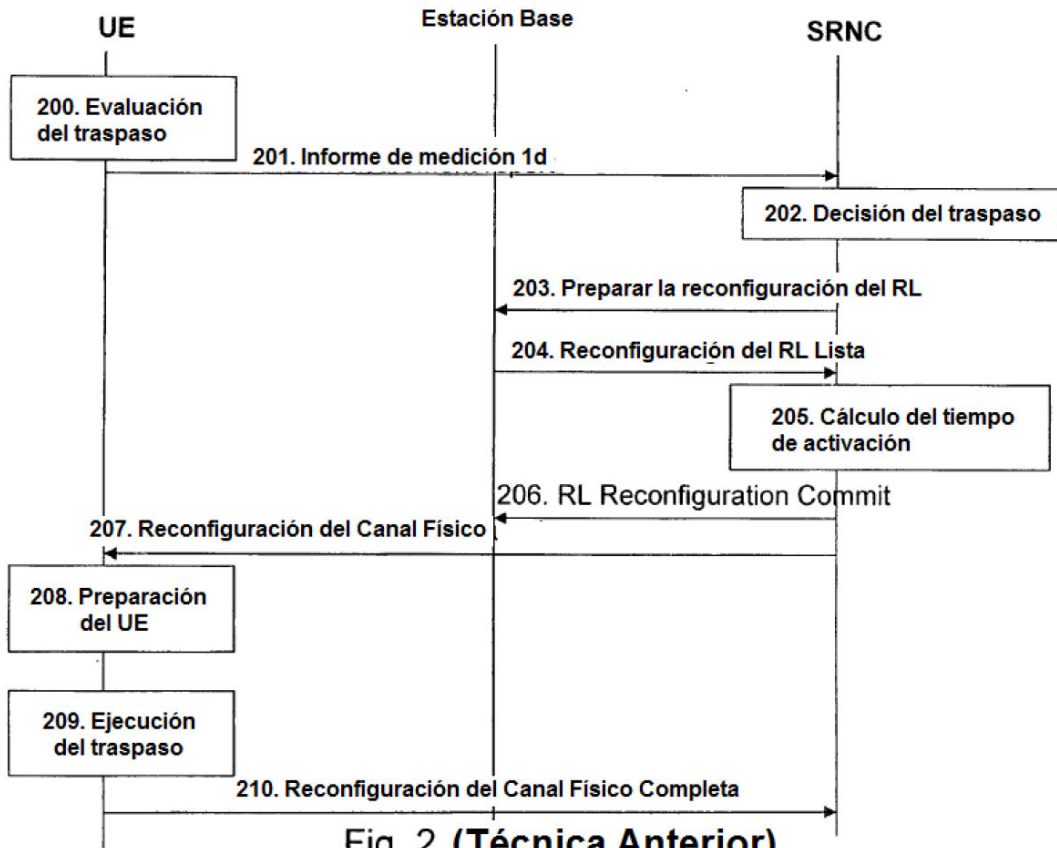 UE
Estación Base
SRNC
200. Evaluación
del traspaso
201. Informe de medición 1d
202. Decisión del traspaso
203. Preparar la reconfiguración del RL
204. Reconfiguración del RL Lista
205. Cálculo del tiempo
de activación
206. RL Reconfiguration Commit
207. Reconfiguración del Canal Físico
208. Preparación
del UE
209. Ejecución
del traspaso
210. Reconfiguración del Canal Físico Completa
Fig. 2 (Técnica Anterior)